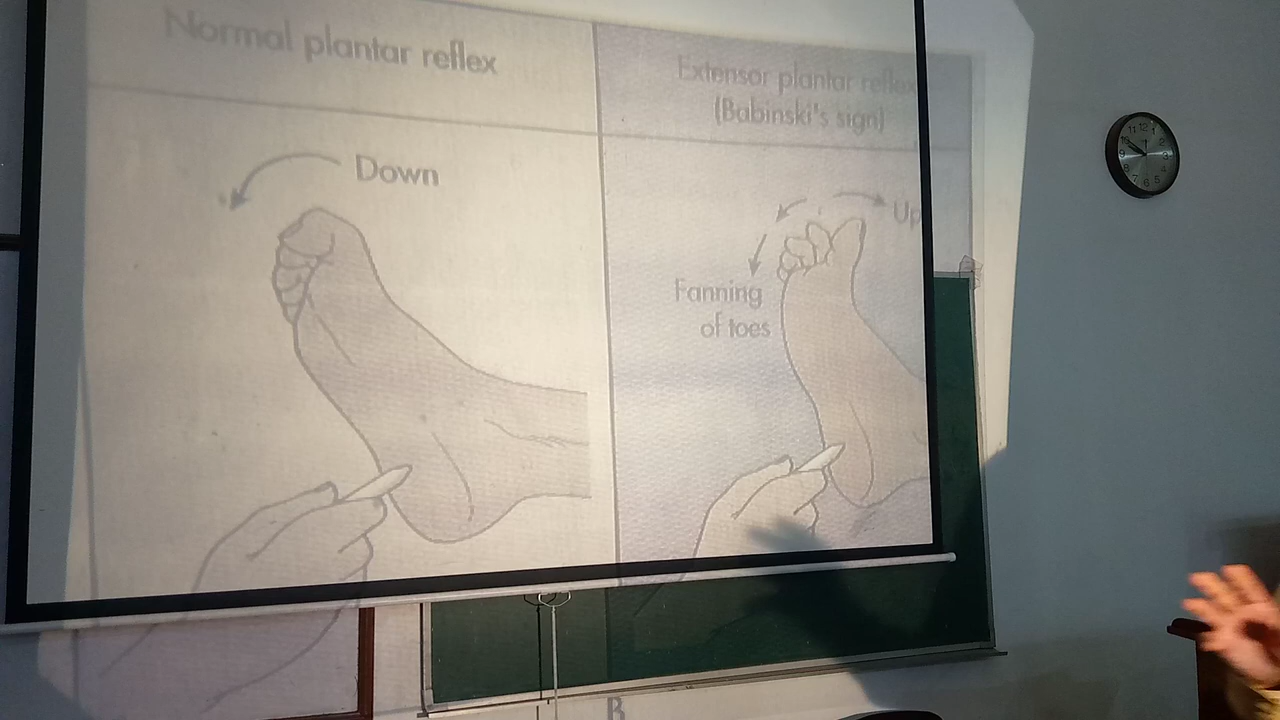 Normal plantar reflex
Extensor plantar reflex
(Babinski's sign)
Down
Up
Fanning
of toes
B